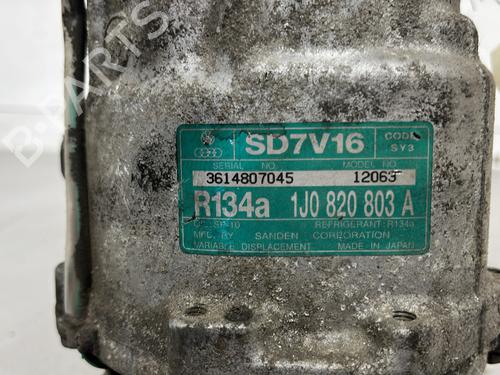 B-PARTS
SD7V16
CODE
SY3
SERIAL NO.
MODEL NO.
3614807045
12063
R134a 1J0 820 803 A
OIL SP-10
REFRIGERANT: R134a
MFG. BY SANDEN CORPORATION
VARIABLE DISPLACEMENT MADE IN JAPAN